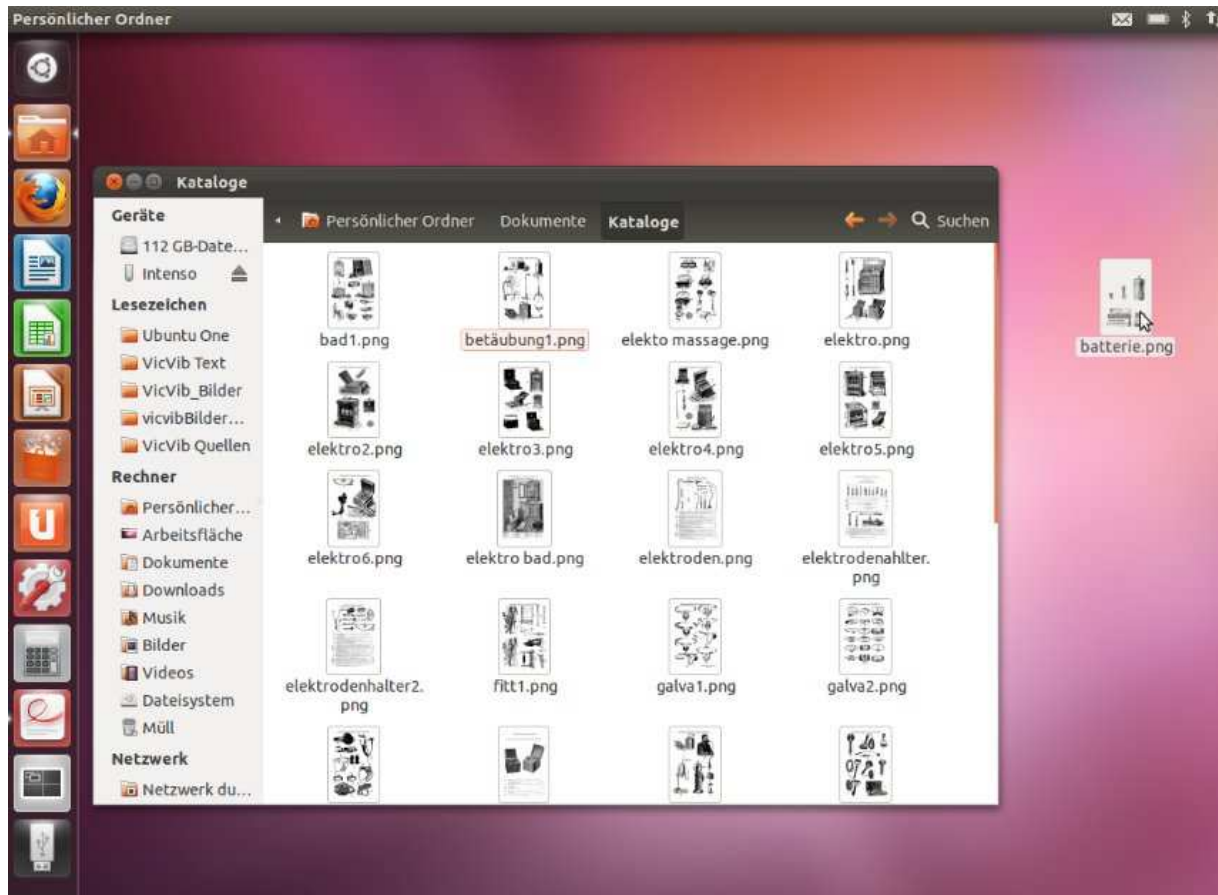 Persönlicher Ordner
Kataloge
Geräte
112 GB-Date...
Intenso
Lesezeichen
Ubuntu One
VicVib Text
VicVib_Bilder
vicvibBilder...
VicVib Quellen
Rechner
Persönlicher...
Arbeitsfläche
Dokumente
Downloads
Musik
Bilder
Videos
Dateisystem
Müll
Netzwerk
Netzwerk du...
Persönlicher Ordner Dokumente Kataloge Suchen
bad1.png betäubung1.png elekto massage.png elektro.png
elektro2.png elektro3.png elektro4.png elektro5.png
elektro6.png elektro bad.png elektroden.png elektrodenahlter.
png
elektrodenhalter2. fitt1.png galva1.png galva2.png
png
batterie.png